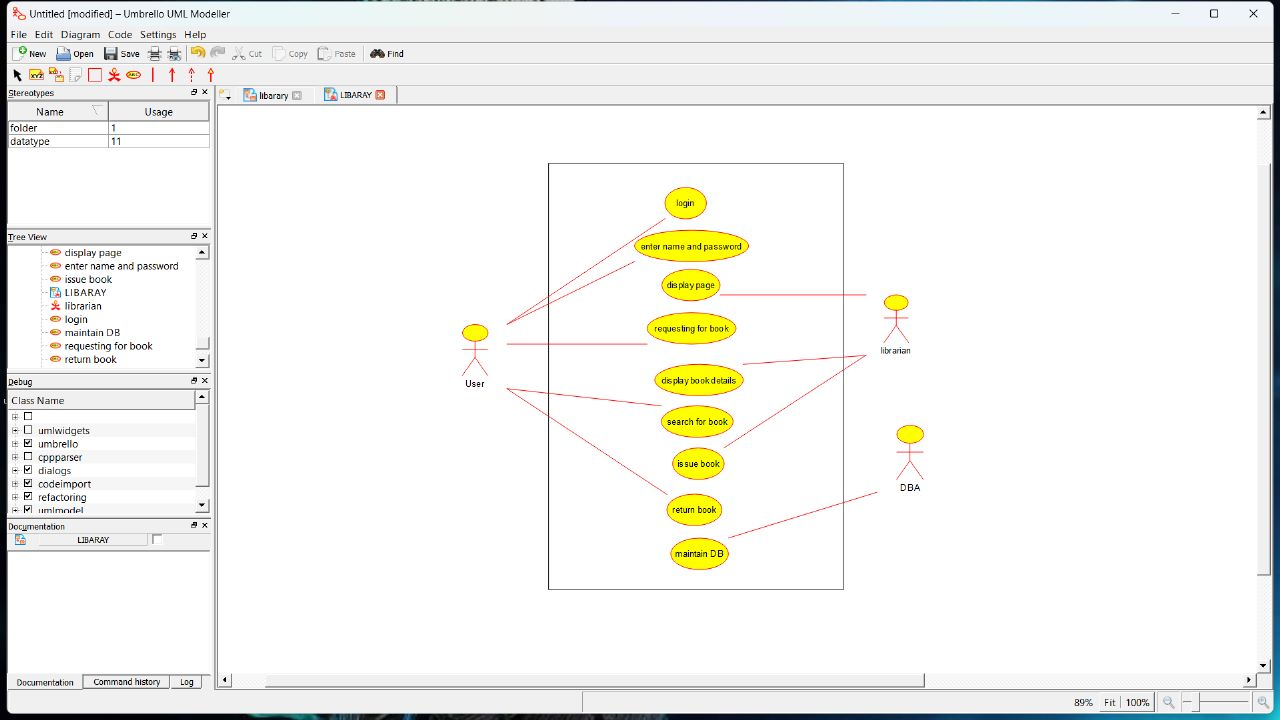 Untitled [modified] – Umbrello UML Modeller
File Edit Diagram Code Settings Help
New Open Save Cut Copy Paste Find
XYZ ABC
Stereotypes
Name Usage
folder 1
datatype 11
Tree View
display page
enter name and password
issue book
LIBARAY
librarian
login
maintain DB
requesting for book
return book
Debug
Class Name
umlwidgets
umbrello
cppparser
dialogs
codeimport
refactoring
umlmodel
Documentation
LIBARAY
Documentation Command history Log
libarary LIBARAY
login
enter name and password
display page
requesting for book
display book details
search for book
issue book
return book
maintain DB
User
librarian
DBA
89% Fit 100%